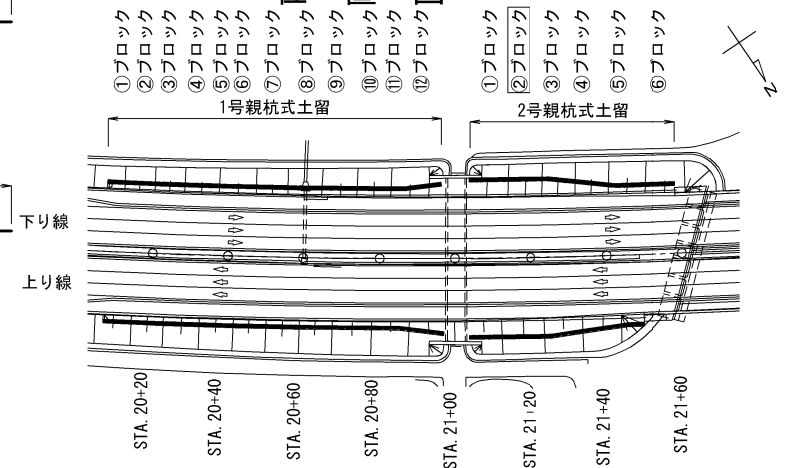 ①ブロック
②ブロック
③ブロック
④ブロック
⑤ブロック
⑥ブロック
⑦ブロック
⑧ブロック
⑨ブロック
⑩ブロック
⑪ブロック
⑫ブロック
①ブロック
②ブロック
③ブロック
④ブロック
⑤ブロック
⑥ブロック
N
1号親杭式土留
2号親杭式土留
下り線
上り線
STA. 20+20
STA. 20+40
STA. 20+60
STA. 20+80
STA. 21+00
STA. 21+20
STA. 21+40
STA. 21+60